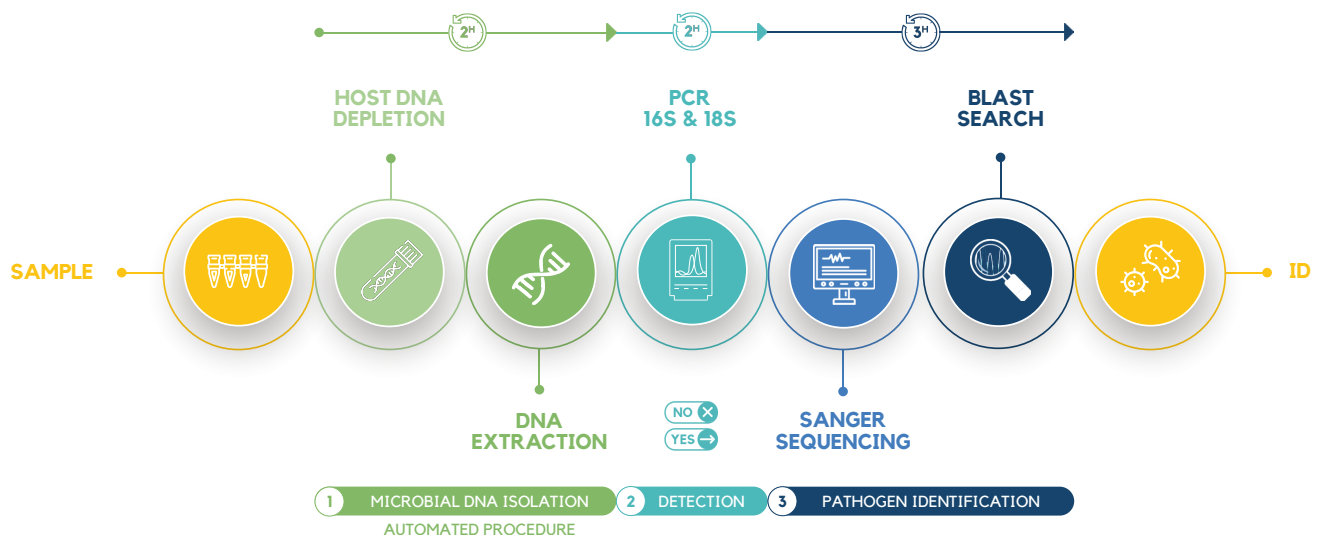 2H
2H
3H
HOST DNA
DEPLETION
PCR
16S & 18S
BLAST
SEARCH
SAMPLE
ID
DNA
EXTRACTION
NO
YES
SANGER
SEQUENCING
1 MICROBIAL DNA ISOLATION
2 DETECTION
3 PATHOGEN IDENTIFICATION
AUTOMATED PROCEDURE